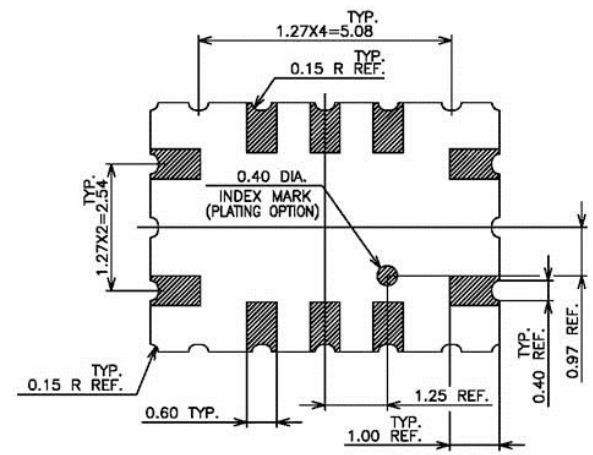 TYP.
1.27X4=5.08
TYP.
0.15 R REF.
0.40 DIA.
INDEX MARK
(PLATING OPTION)
TYP.
1.27X2=2.54
TYP.
0.15 R REF.
0.60 TYP.
1.25 REF.
TYP.
1.00 REF.
TYP.
0.40 REF.
0.97 REF.